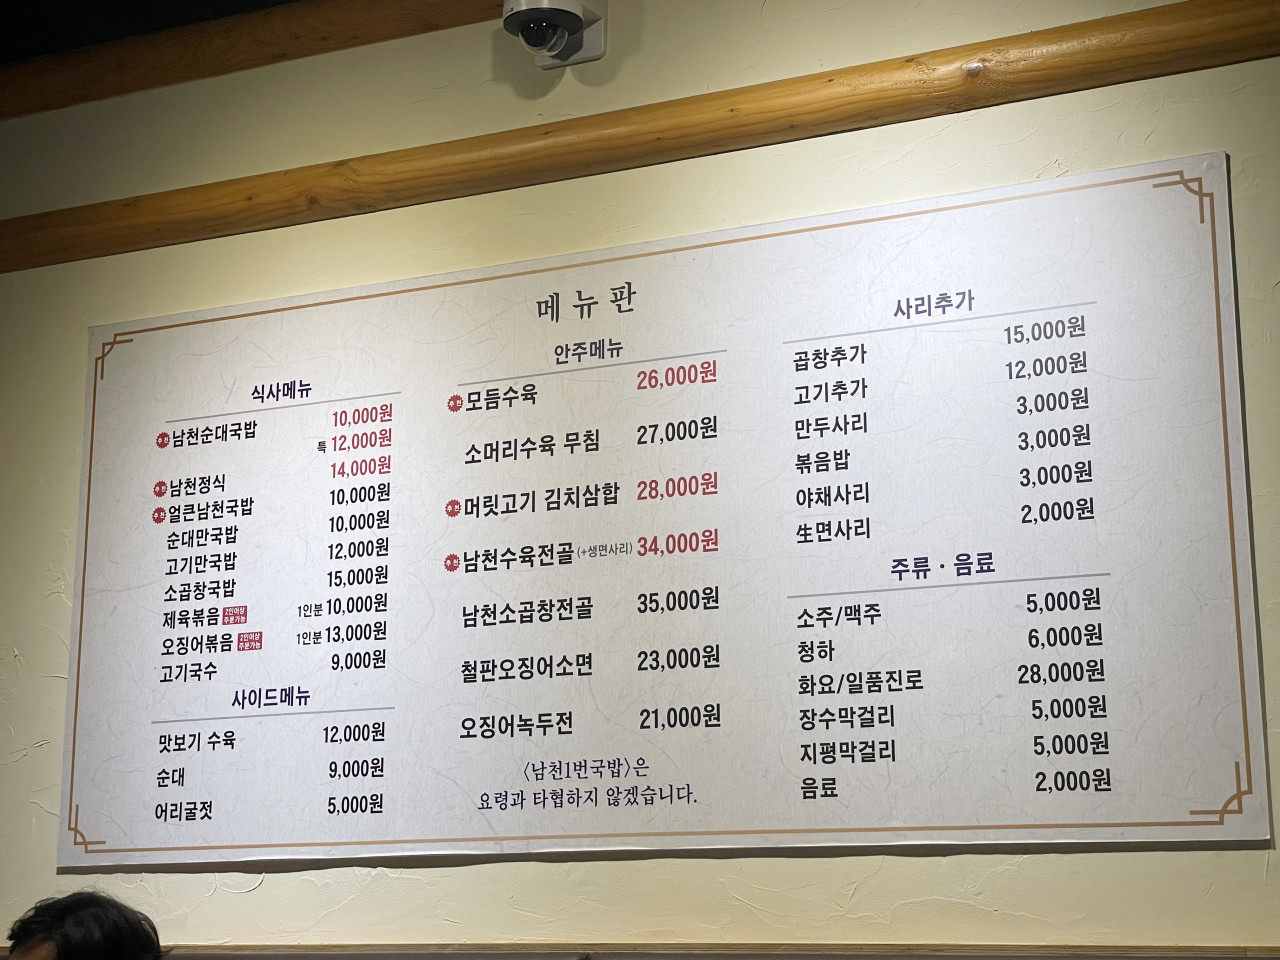 메뉴판
식사메뉴
추천 남천순대국밥 10,000원
특 12,000원
추천 남천정식 14,000원
추천 얼큰남천국밥 10,000원
순대만국밥 10,000원
고기만국밥 12,000원
소곱창국밥 15,000원
제육볶음 2인이상 주문가능 1인분 10,000원
오징어볶음 2인이상 주문가능 1인분 13,000원
고기국수 9,000원
사이드메뉴
맛보기 수육 12,000원
순대 9,000원
어리굴젓 5,000원
안주메뉴
추천 모듬수육 26,000원
소머리수육 무침 27,000원
추천 머릿고기 김치삼합 28,000원
추천 남천수육전골 (+생면사리) 34,000원
남천소곱창전골 35,000원
철판오징어소면 23,000원
오징어녹두전 21,000원
〈남천1번국밥〉은
요령과 타협하지 않겠습니다.
사리추가
곱창추가 15,000원
고기추가 12,000원
만두사리 3,000원
볶음밥 3,000원
야채사리 3,000원
生면사리 2,000원
주류 · 음료
소주/맥주 5,000원
청하 6,000원
화요/일품진로 28,000원
장수막걸리 5,000원
지평막걸리 5,000원
음료 2,000원